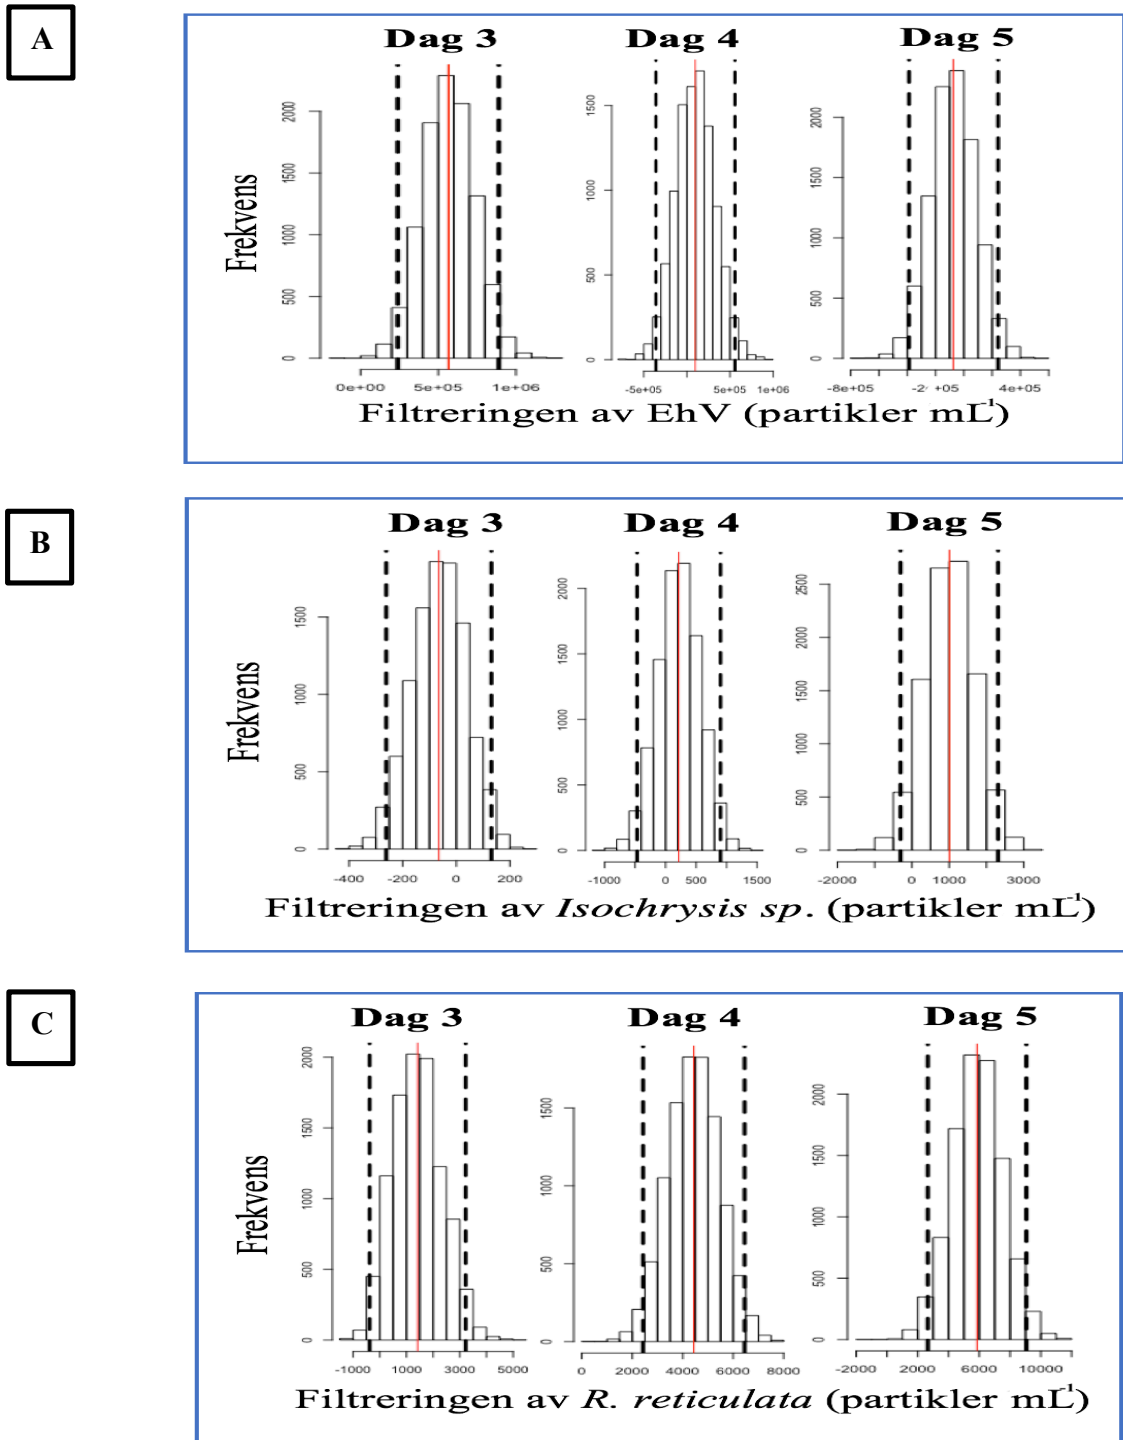 A
Dag 3 Dag 4 Dag 5
Frekvens
0 500 1000 1500 2000
0e+00 5e+05 1e+06
0 500 1000 1500
-5e+05 5e+05 1e+06
0 500 1000 1500 2000
-8e+05 -2 +05 4e+05
Filtreringen av EhV (partikler mL-1)
B
Dag 3 Dag 4 Dag 5
Frekvens
0 500 1000 1500
-400 -200 0 200
0 500 1000 1500 2000
-1000 0 500 1500
0 500 1000 1500 2000 2500
-2000 0 1000 3000
Filtreringen av Isochrysis sp. (partikler mL-1)
C
Dag 3 Dag 4 Dag 5
Frekvens
0 500 1000 1500 2000
-1000 1000 3000 5000
0 500 1000 1500
0 2000 4000 6000 8000
0 500 1000 1500 2000
-2000 2000 6000 10000
Filtreringen av R. reticulata (partikler mL-1)